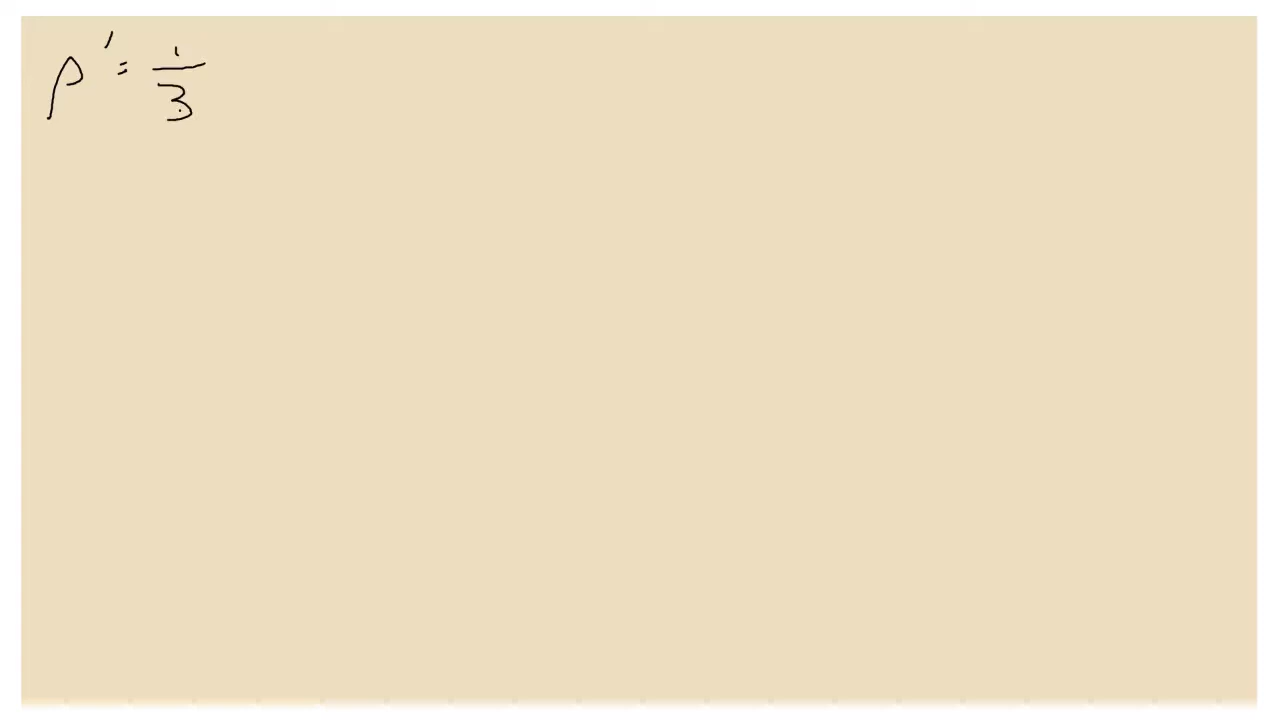 ρ' = 1/3